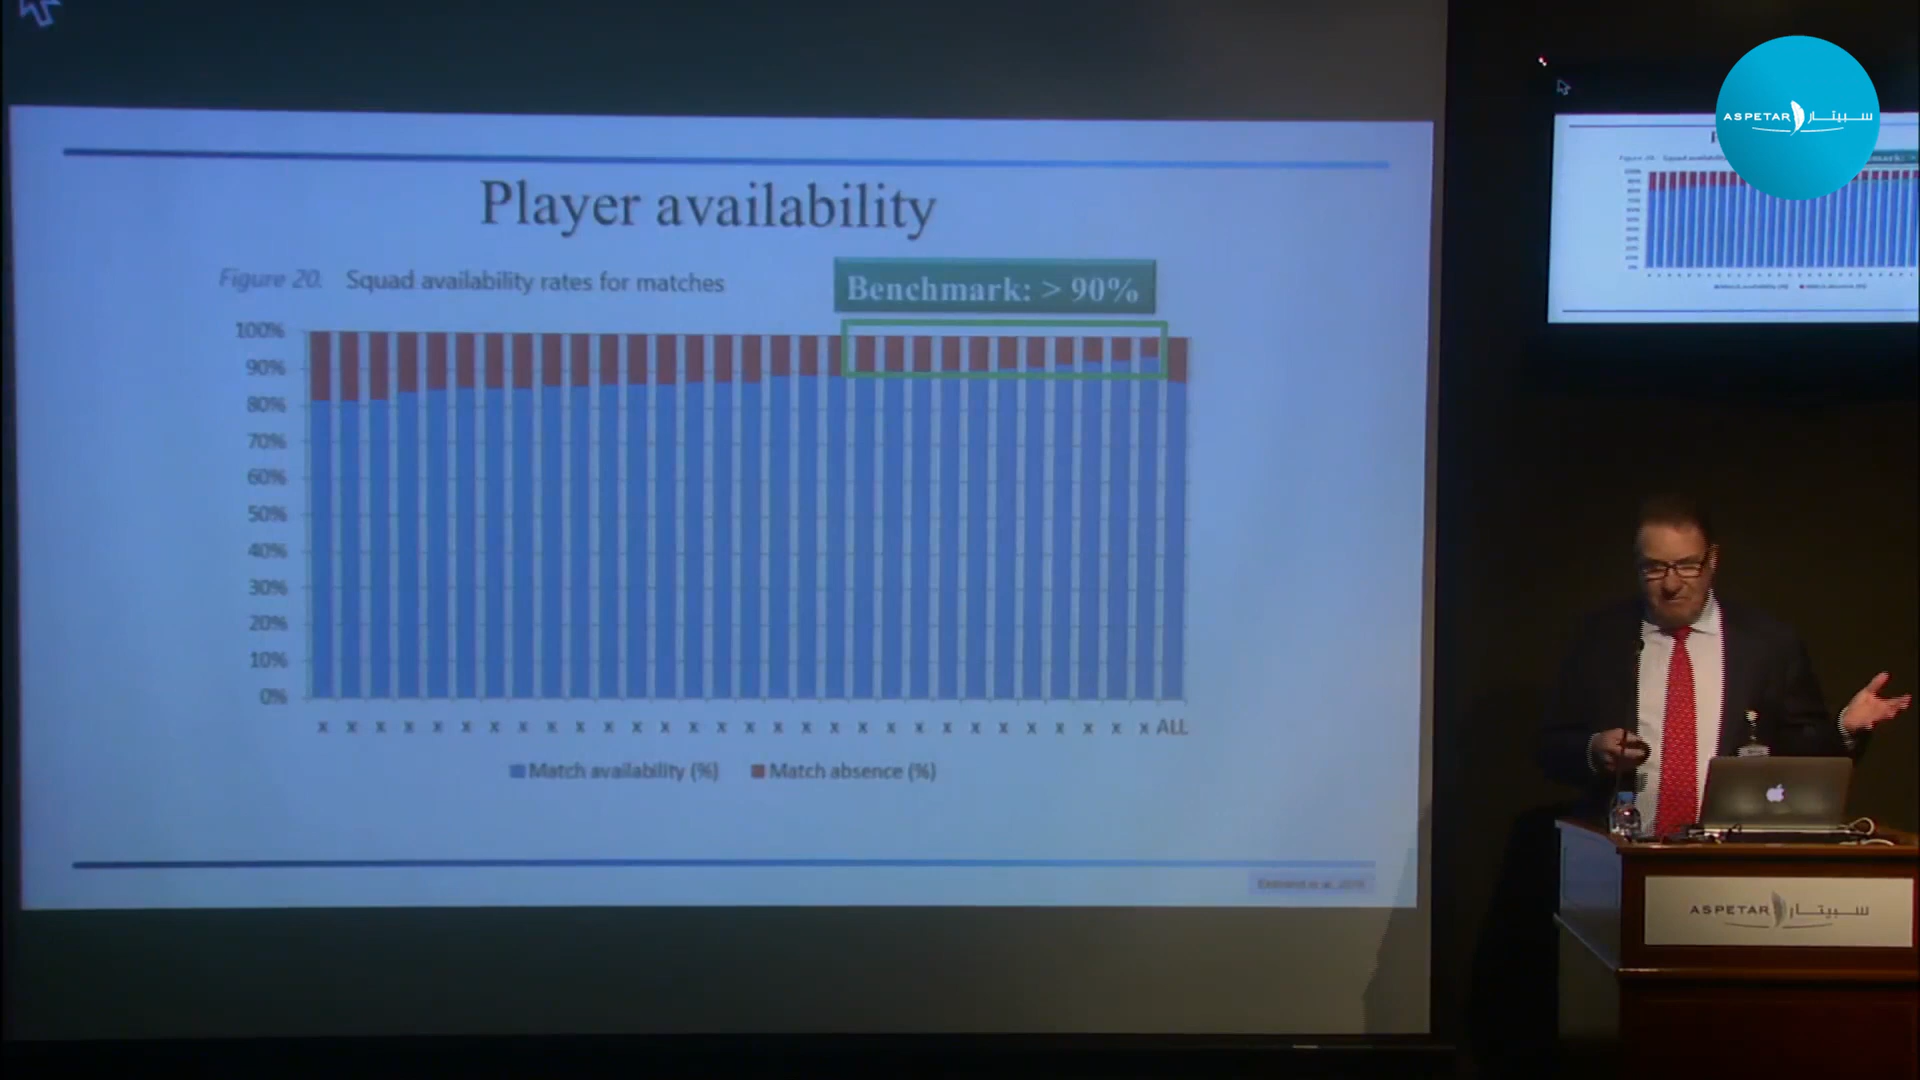 Player availability
Figure 20. Squad availability rates for matches
Benchmark: > 90%
100%
90%
80%
70%
60%
50%
40%
30%
20%
10%
0%
x x x x x x x x x x x x x x x x x x x x x x x x x x x x x x ALL
Match availability (%) Match absence (%)
ASPETAR سبيتار
ASPETAR سبيتار